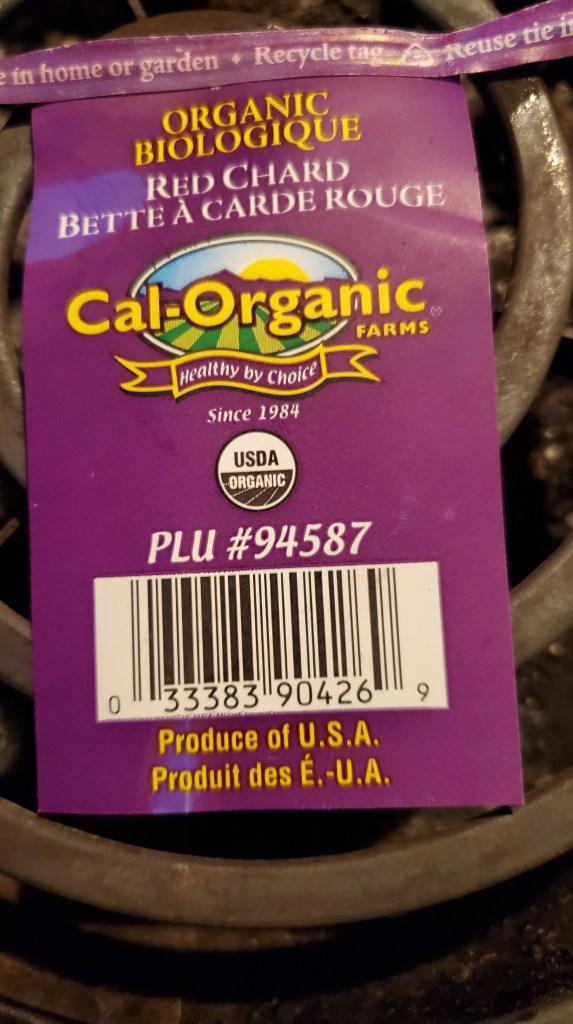 e in home or garden • Recycle tag Reuse tie i
ORGANIC
BIOLOGIQUE
RED CHARD
BETTE À CARDE ROUGE
Cal-Organic
FARMS
Healthy by Choice
Since 1984
USDA
ORGANIC
PLU #94587
0 33383 90426 9
Produce of U.S.A.
Produit des É.-U.A.